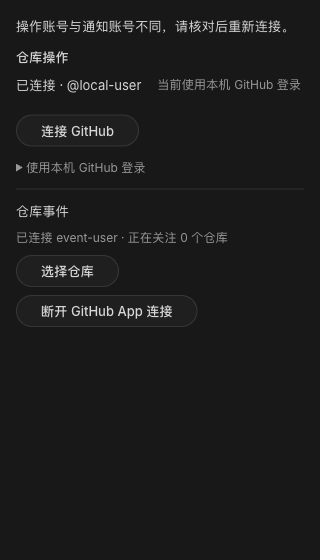 操作账号与通知账号不同，请核对后重新连接。
仓库操作
已连接 · @local-user 当前使用本机 GitHub 登录
连接 GitHub
▶ 使用本机 GitHub 登录
仓库事件
已连接 event-user · 正在关注 0 个仓库
选择仓库
断开 GitHub App 连接